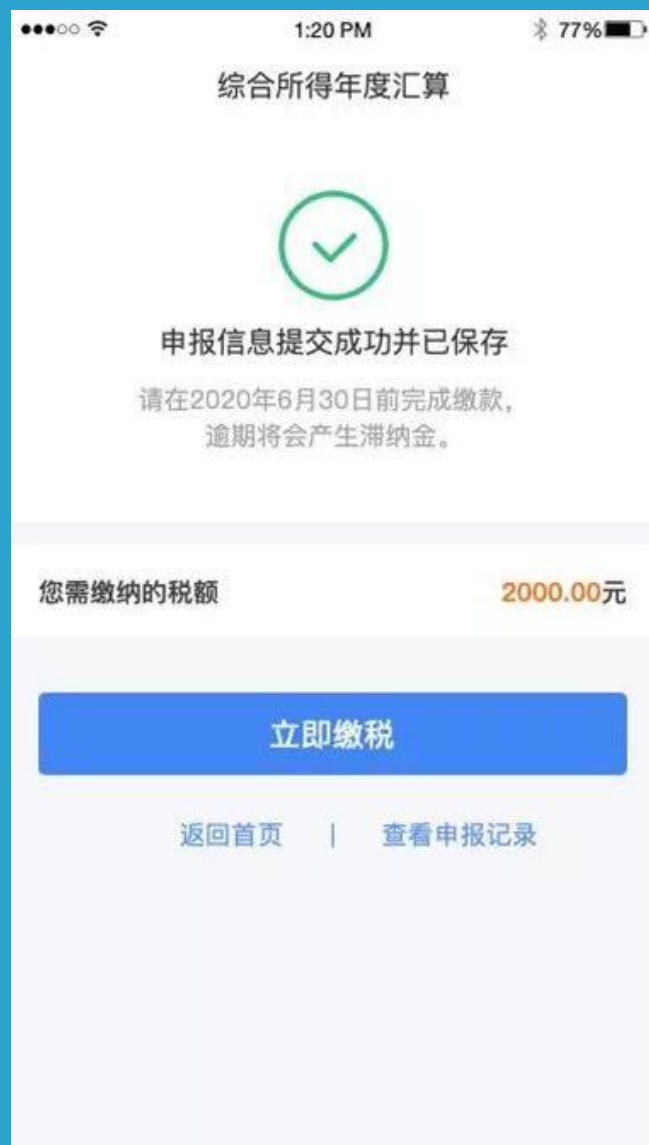 1:20 PM 77%
综合所得年度汇算
申报信息提交成功并已保存
请在2020年6月30日前完成缴款，
逾期将会产生滞纳金。
您需缴纳的税额 2000.00元
立即缴税
返回首页 | 查看申报记录